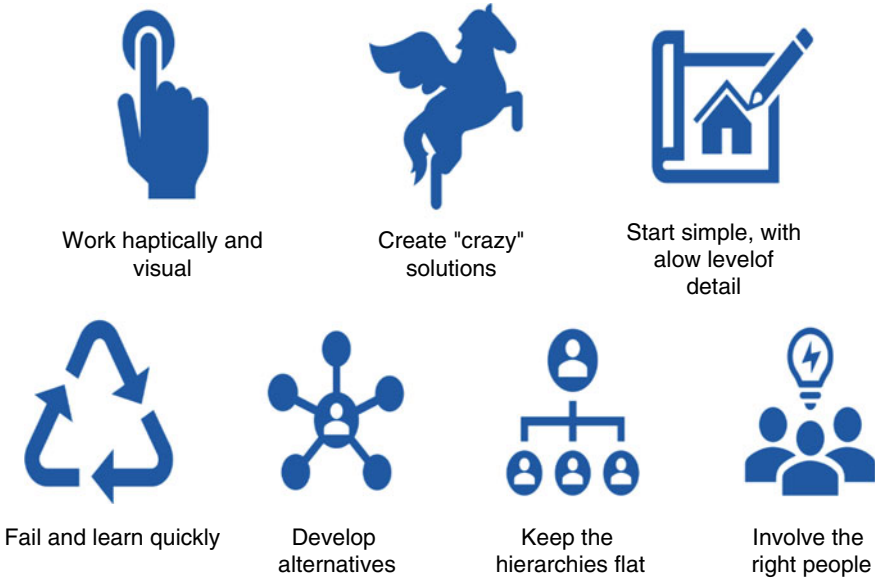 Work haptically and
visual
Create "crazy"
solutions
Start simple, with
alow levelof
detail
Fail and learn quickly
Develop
alternatives
Keep the
hierarchies flat
Involve the
right people